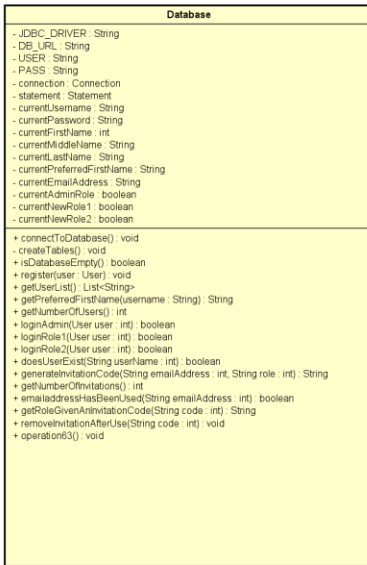 Database
- JDBC_DRIVER : String
- DB_URL : String
- USER : String
- PASS : String
- connection : Connection
- statement : Statement
- currentUsername : String
- currentPassword : String
- currentFirstName : int
- currentMiddleName : String
- currentLastName : String
- currentPreferredFirstName : String
- currentEmailAddress : String
- currentAdminRole : boolean
- currentNewRole1 : boolean
- currentNewRole2 : boolean
+ connectToDatabase() : void
- createTables() : void
+ isDatabaseEmpty() : boolean
+ register(user : User) : void
+ getUserList() : List<String>
+ getPreferredFirstName(username : String) : String
+ getNumberOfUsers() : int
+ loginAdmin(User user : int) : boolean
+ loginRole1(User user : int) : boolean
+ loginRole2(User user : int) : boolean
+ doesUserExist(String userName : int) : boolean
+ generateInvitationCode(String emailAddress : int, String role : int) : String
+ getNumberOfInvitations() : int
+ emailaddressHasBeenUsed(String emailAddress : int) : boolean
+ getRoleGivenAnInvitationCode(String code : int) : String
+ removeInvitationAfterUse(String code : int) : void
+ operation63() : void